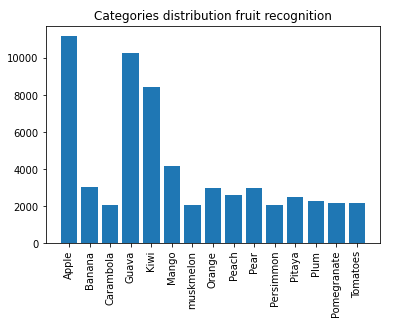 Categories distribution fruit recognition
10000
8000
6000
4000
2000
0
Apple
Banana
Carambola
Guava
Kiwi
Mango
muskmelon
Orange
Peach
Pear
Persimmon
Pitaya
Plum
Pomegranate
Tomatoes